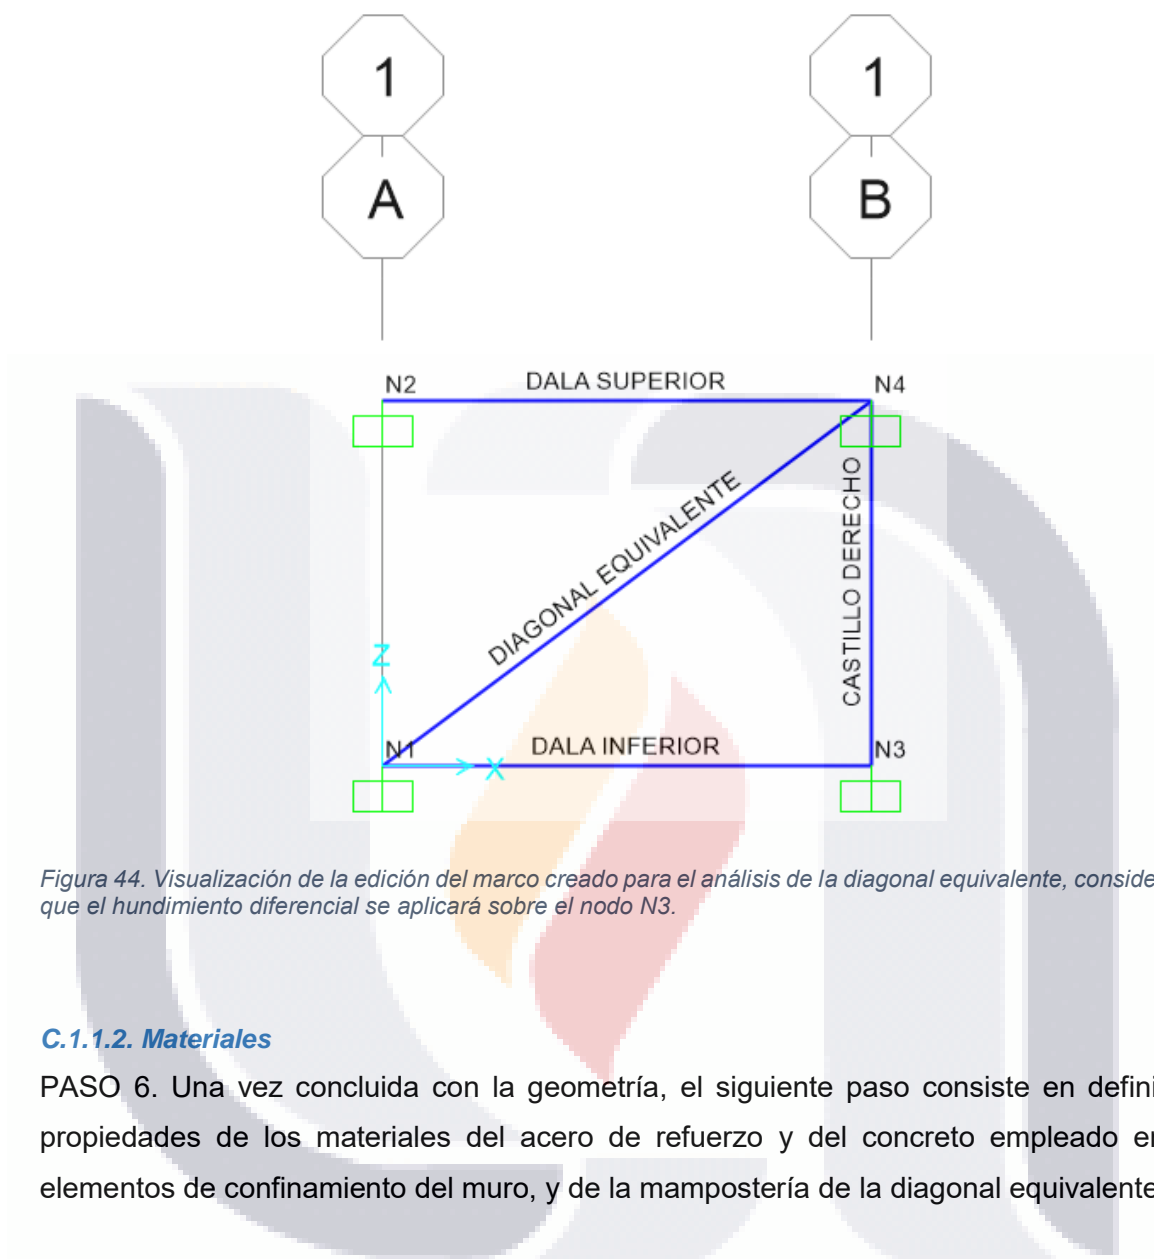 1
1
A
B
N2
DALA SUPERIOR
N4
DIAGONAL EQUIVALENTE
CASTILLO DERECHO
Z
N1
DALA INFERIOR
N3
X
Figura 44. Visualización de la edición del marco creado para el análisis de la diagonal equivalente, conside
que el hundimiento diferencial se aplicará sobre el nodo N3.
C.1.1.2. Materiales
PASO 6. Una vez concluida con la geometría, el siguiente paso consiste en defini
propiedades de los materiales del acero de refuerzo y del concreto empleado en
elementos de confinamiento del muro, y de la mampostería de la diagonal equivalente